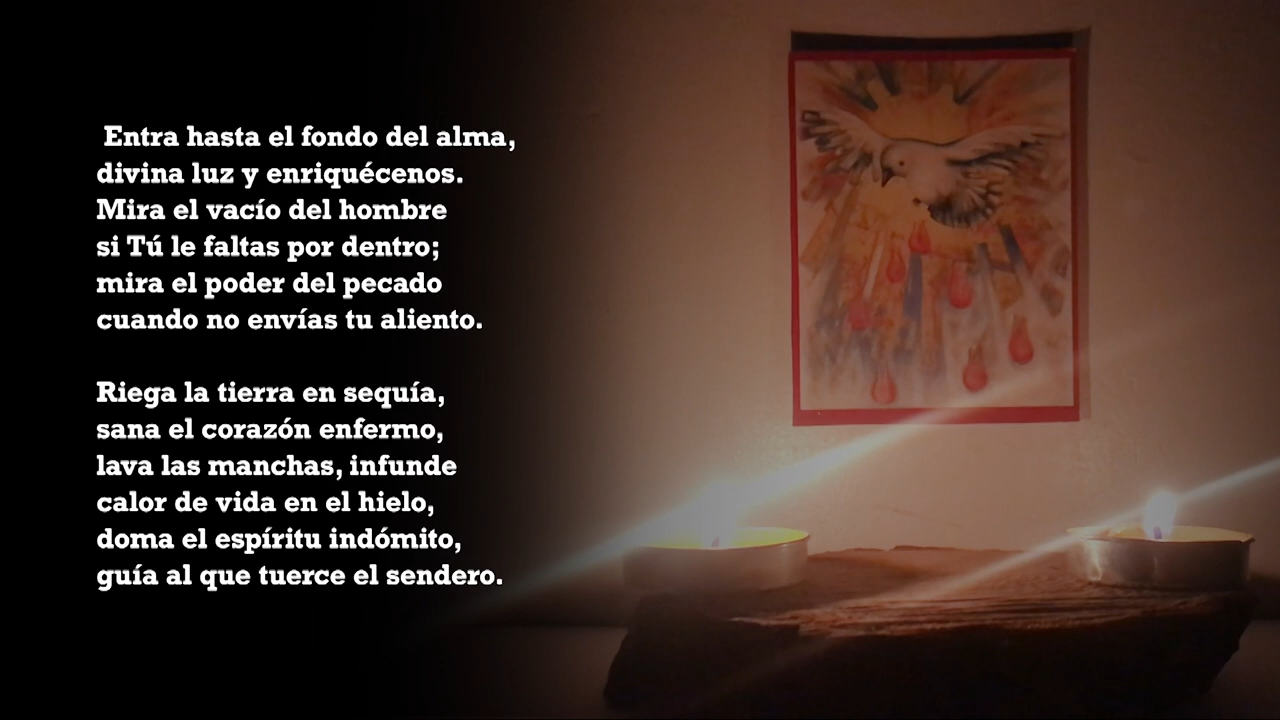 Entra hasta el fondo del alma,
divina luz y enriquécenos.
Mira el vacío del hombre
si Tú le faltas por dentro;
mira el poder del pecado
cuando no envías tu aliento.

Riega la tierra en sequía,
sana el corazón enfermo,
lava las manchas, infunde
calor de vida en el hielo,
doma el espíritu indómito,
guía al que tuerce el sendero.